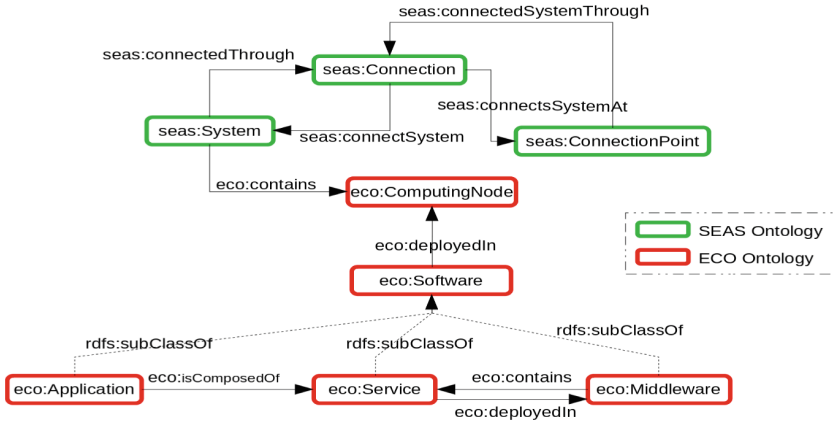 seas:connectedSystemThrough
seas:connectedThrough
seas:Connection
seas:connectsSystemAt
seas:System
seas:connectSystem
seas:ConnectionPoint
eco:contains
eco:ComputingNode
SEAS Ontology
eco:deployedIn
ECO Ontology
eco:Software
rdfs:subClassOf
rdfs:subClassOf
rdfs:subClassOf
eco:isComposedOf
eco:contains
eco:Application
eco:Service
eco:Middleware
eco:deployedIn